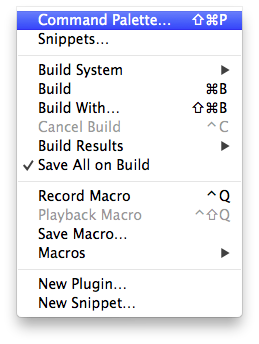 Command Palette... ⇧⌘P
Snippets...
Build System ▶
Build ⌘B
Build With... ⇧⌘B
Cancel Build ^C
Build Results ▶
✓ Save All on Build
Record Macro ^Q
Playback Macro ^⇧Q
Save Macro...
Macros ▶
New Plugin...
New Snippet...